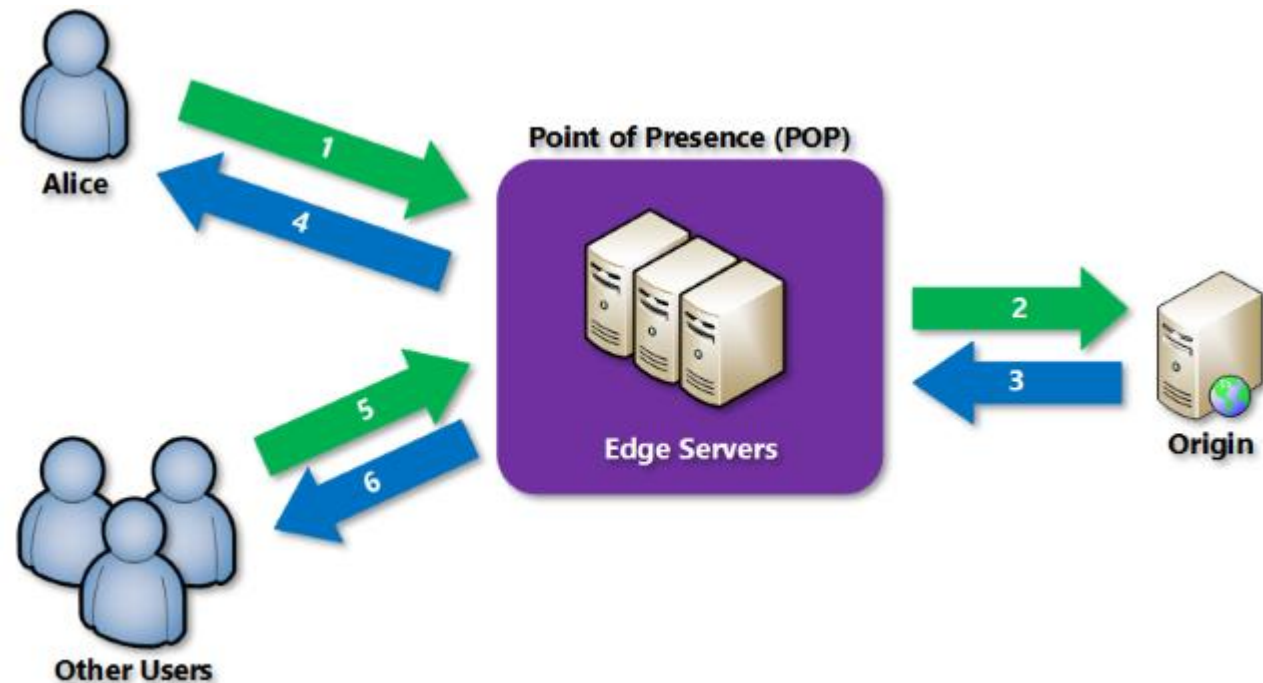 Alice
1
4
Point of Presence (POP)
Edge Servers
2
3
Origin
5
6
Other Users